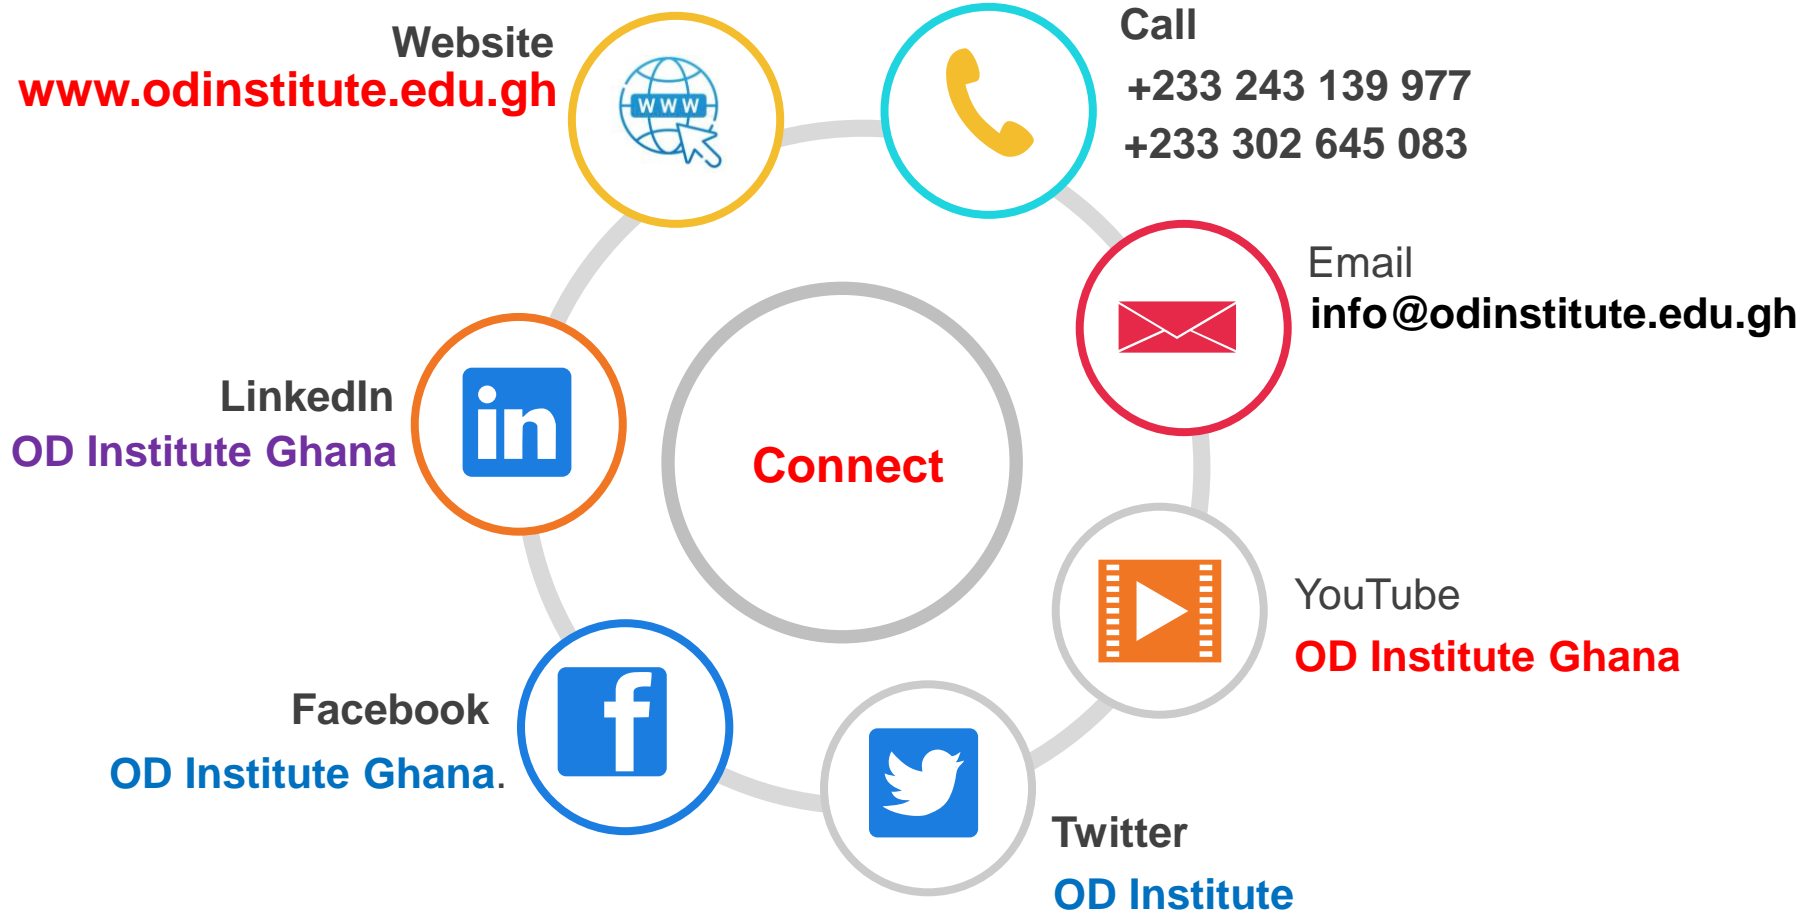 Website
www.odinstitute.edu.gh
WWW
Call
+233 243 139 977
+233 302 645 083
Email
info@odinstitute.edu.gh
LinkedIn
OD Institute Ghana
in
Connect
YouTube
OD Institute Ghana
Facebook
OD Institute Ghana.
f
Twitter
OD Institute